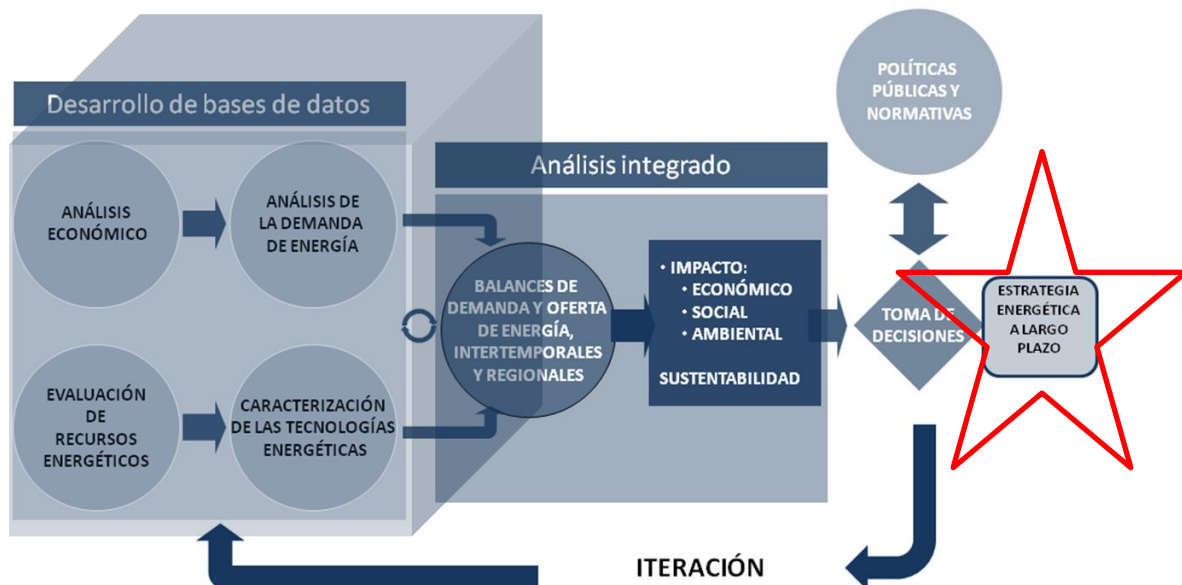 Desarrollo de bases de datos
ANÁLISIS
ECONÓMICO
ANÁLISIS DE
LA DEMANDA
DE ENERGÍA
EVALUACIÓN
DE
RECURSOS
ENERGÉTICOS
CARACTERIZACIÓN
DE LAS TECNOLOGÍAS
ENERGÉTICAS
Análisis integrado
BALANCES DE
DEMANDA Y OFERTA
DE ENERGÍA,
INTERTEMPORALES
Y REGIONALES
• IMPACTO:
• ECONÓMICO
• SOCIAL
• AMBIENTAL
SUSTENTABILIDAD
POLÍTICAS
PÚBLICAS Y
NORMATIVAS
TOMA DE
DECISIONES
ESTRATEGIA
ENERGÉTICA
A LARGO
PLAZO
ITERACIÓN